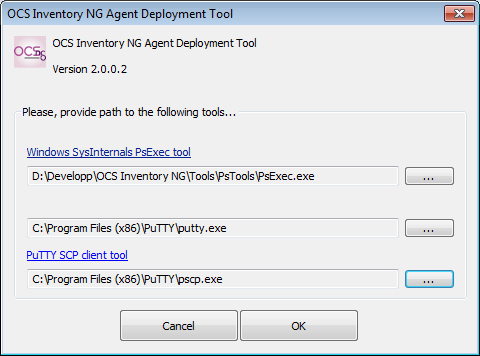 OCS Inventory NG Agent Deployment Tool
OCS Inventory NG Agent Deployment Tool
Version 2.0.0.2
Please, provide path to the following tools...
Windows SysInternals PsExec tool
D:\Developp\OCS Inventory NG\Tools\PsTools\PsExec.exe
...
C:\Program Files (x86)\PuTTY\putty.exe
...
PuTTY SCP client tool
C:\Program Files (x86)\PuTTY\pscp.exe
...
Cancel
OK